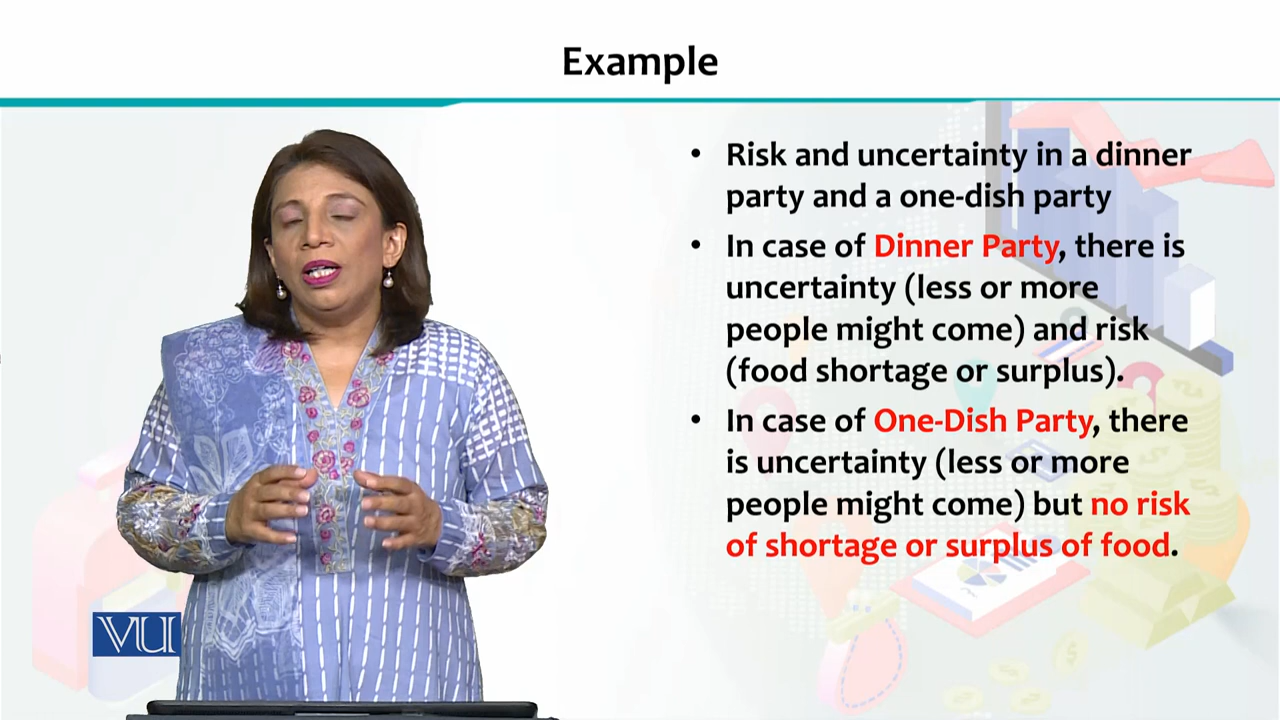 Example
• Risk and uncertainty in a dinner
party and a one-dish party
• In case of Dinner Party, there is
uncertainty (less or more
people might come) and risk
(food shortage or surplus).
• In case of One-Dish Party, there
is uncertainty (less or more
people might come) but no risk
of shortage or surplus of food.
VU